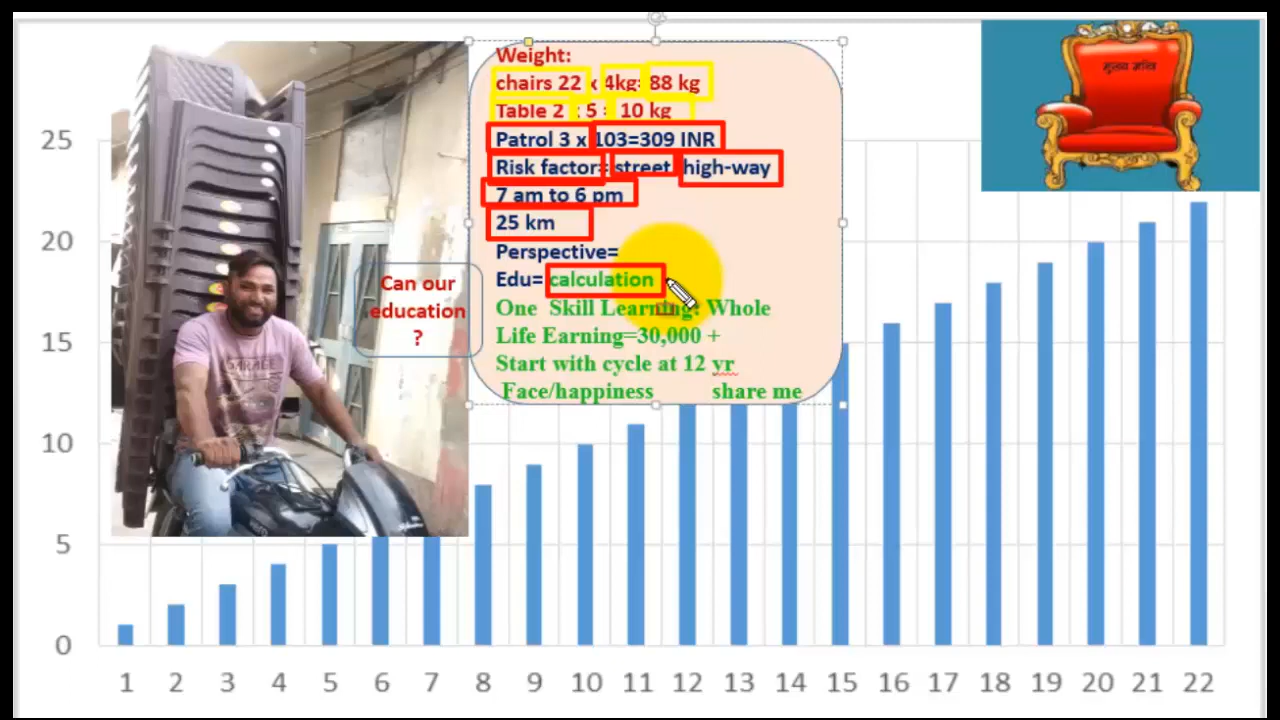 Weight:
chairs 22 x 4kg= 88 kg
Table 2 : 5 = 10 kg
Patrol 3 x 103=309 INR
Risk factor= street, high-way
7 am to 6 pm
25 km
Perspective=
Edu= calculation
One Skill Learning: Whole
Life Earning=30,000 +
Start with cycle at 12 yr
Face/happiness share me
Can our
education
?
मुख्य मंत्रि
GARAGE
25
20
15
10
5
0
1 2 3 4 5 6 7 8 9 10 11 12 13 14 15 16 17 18 19 20 21 22